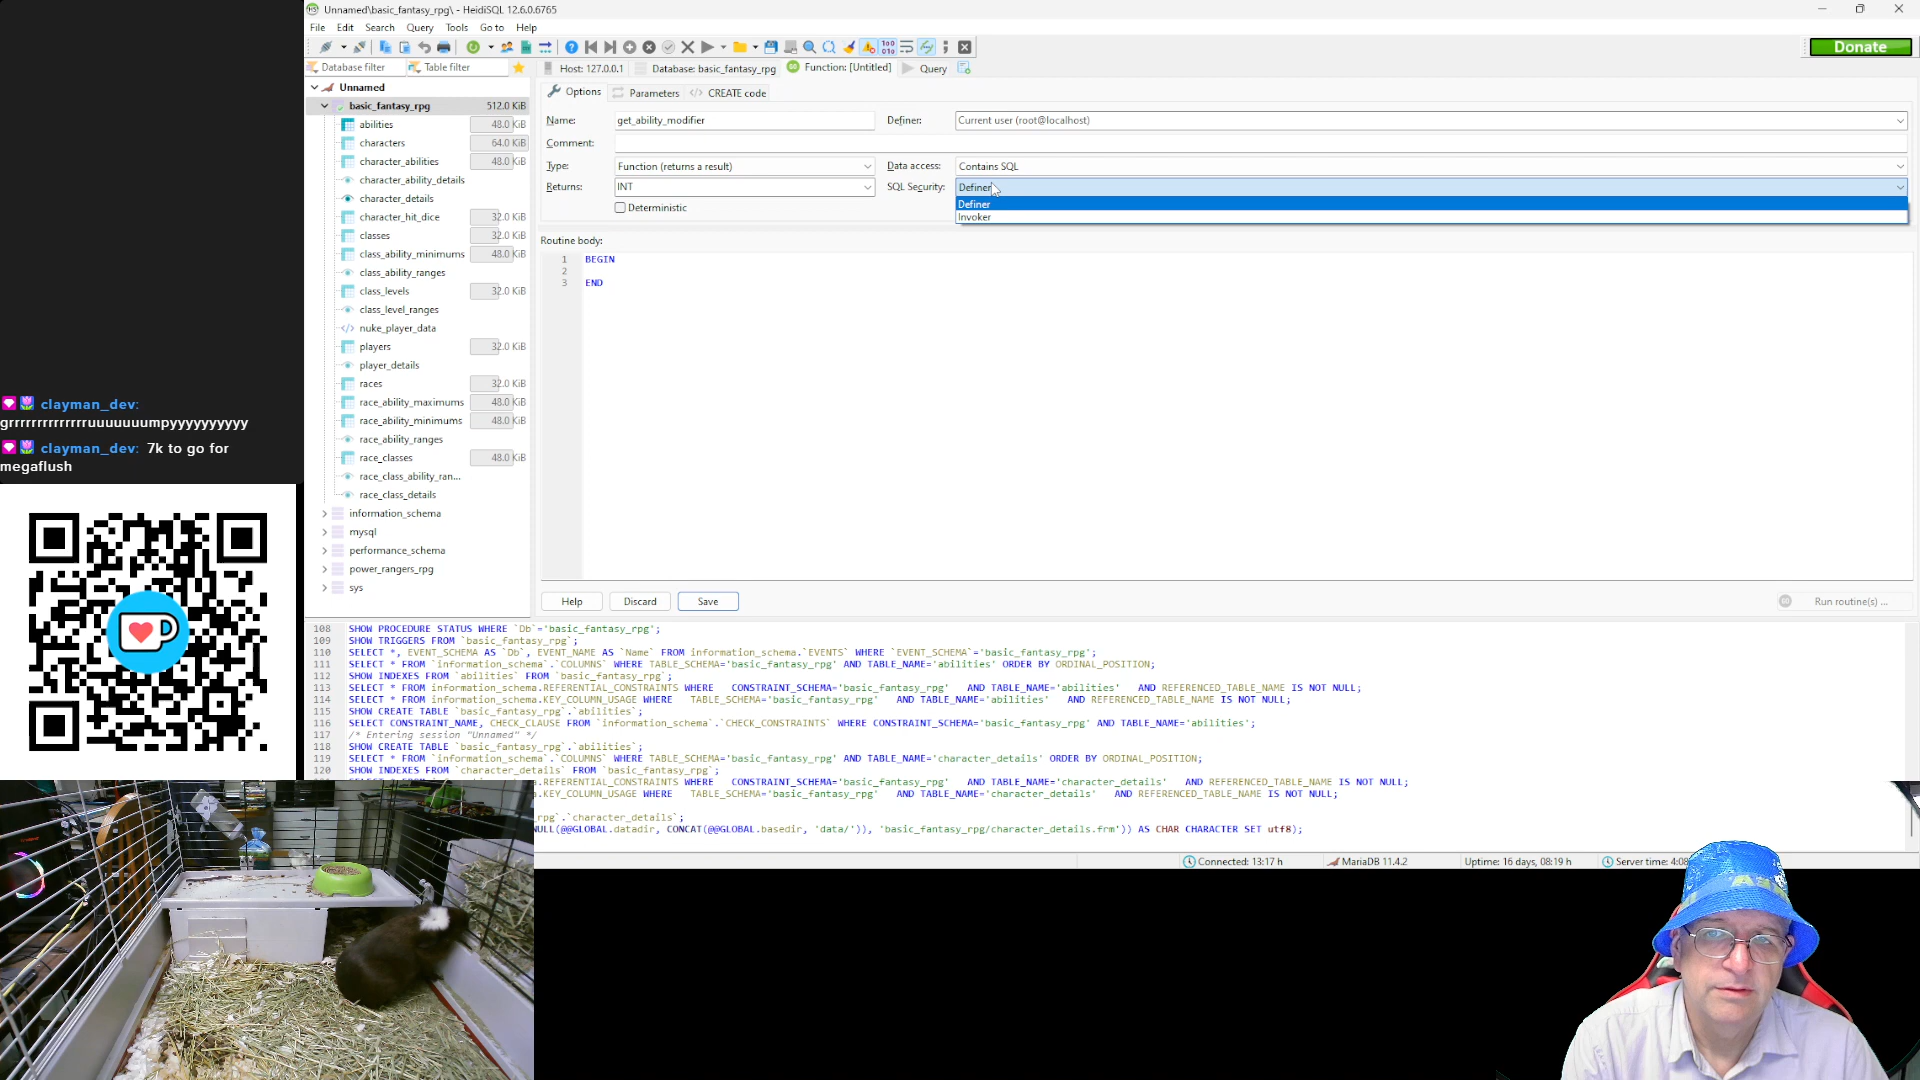 Unnamed\basic_fantasy_rpg\ - HeidiSQL 12.6.0.6765
File Edit Search Query Tools Go to Help
Donate
Database filter Table filter
Host: 127.0.0.1 Database: basic_fantasy_rpg Function: [Untitled] Query
Unnamed
basic_fantasy_rpg 512.0 KiB
abilities 48.0 KiB
characters 64.0 KiB
character_abilities 48.0 KiB
character_ability_details
character_details
character_hit_dice 32.0 KiB
classes 32.0 KiB
class_ability_minimums 48.0 KiB
class_ability_ranges
class_levels 32.0 KiB
class_level_ranges
nuke_player_data
players 32.0 KiB
player_details
races 32.0 KiB
race_ability_maximums 48.0 KiB
race_ability_minimums 48.0 KiB
race_ability_ranges
race_classes 48.0 KiB
race_class_ability_ran...
race_class_details
information_schema
mysql
performance_schema
power_rangers_rpg
sys
Options Parameters CREATE code
Name: get_ability_modifier Definer: Current user (root@localhost)
Comment:
Type: Function (returns a result) Data access: Contains SQL
Returns: INT SQL Security: Definer
Deterministic
Definer
Invoker
Routine body:
1 BEGIN
2
3 END
Help Discard Save Run routine(s) ...
108 SHOW PROCEDURE STATUS WHERE `Db`='basic_fantasy_rpg';
109 SHOW TRIGGERS FROM `basic_fantasy_rpg`;
110 SELECT *, EVENT_SCHEMA AS `Db`, EVENT_NAME AS `Name` FROM information_schema.`EVENTS` WHERE `EVENT_SCHEMA`='basic_fantasy_rpg';
111 SELECT * FROM `information_schema`.`COLUMNS` WHERE TABLE_SCHEMA='basic_fantasy_rpg' AND TABLE_NAME='abilities' ORDER BY ORDINAL_POSITION;
112 SHOW INDEXES FROM `abilities` FROM `basic_fantasy_rpg`;
113 SELECT * FROM information_schema.REFERENTIAL_CONSTRAINTS WHERE CONSTRAINT_SCHEMA='basic_fantasy_rpg' AND TABLE_NAME='abilities' AND REFERENCED_TABLE_NAME IS NOT NULL;
114 SELECT * FROM information_schema.KEY_COLUMN_USAGE WHERE TABLE_SCHEMA='basic_fantasy_rpg' AND TABLE_NAME='abilities' AND REFERENCED_TABLE_NAME IS NOT NULL;
115 SHOW CREATE TABLE `basic_fantasy_rpg`.`abilities`;
116 SELECT CONSTRAINT_NAME, CHECK_CLAUSE FROM `information_schema`.`CHECK_CONSTRAINTS` WHERE CONSTRAINT_SCHEMA='basic_fantasy_rpg' AND TABLE_NAME='abilities';
117 /* Entering session "Unnamed" */
118 SHOW CREATE TABLE `basic_fantasy_rpg`.`abilities`;
119 SELECT * FROM `information_schema`.`COLUMNS` WHERE TABLE_SCHEMA='basic_fantasy_rpg' AND TABLE_NAME='character_details' ORDER BY ORDINAL_POSITION;
120 SHOW INDEXES FROM `character_details` FROM `basic_fantasy_rpg`;
.REFERENTIAL_CONSTRAINTS WHERE CONSTRAINT_SCHEMA='basic_fantasy_rpg' AND TABLE_NAME='character_details' AND REFERENCED_TABLE_NAME IS NOT NULL;
.KEY_COLUMN_USAGE WHERE TABLE_SCHEMA='basic_fantasy_rpg' AND TABLE_NAME='character_details' AND REFERENCED_TABLE_NAME IS NOT NULL;
rpg`.`character_details`;
NULL(@@GLOBAL.datadir, CONCAT(@@GLOBAL.basedir, 'data/')), 'basic_fantasy_rpg/character_details.frm')) AS CHAR CHARACTER SET utf8);
Connected: 13:17 h MariaDB 11.4.2 Uptime: 16 days, 08:19 h Server time: 4:08
clayman_dev:
grrrrrrrrrrrrrruuuuuuumpyyyyyyyyyy
clayman_dev: 7k to go for
megaflush